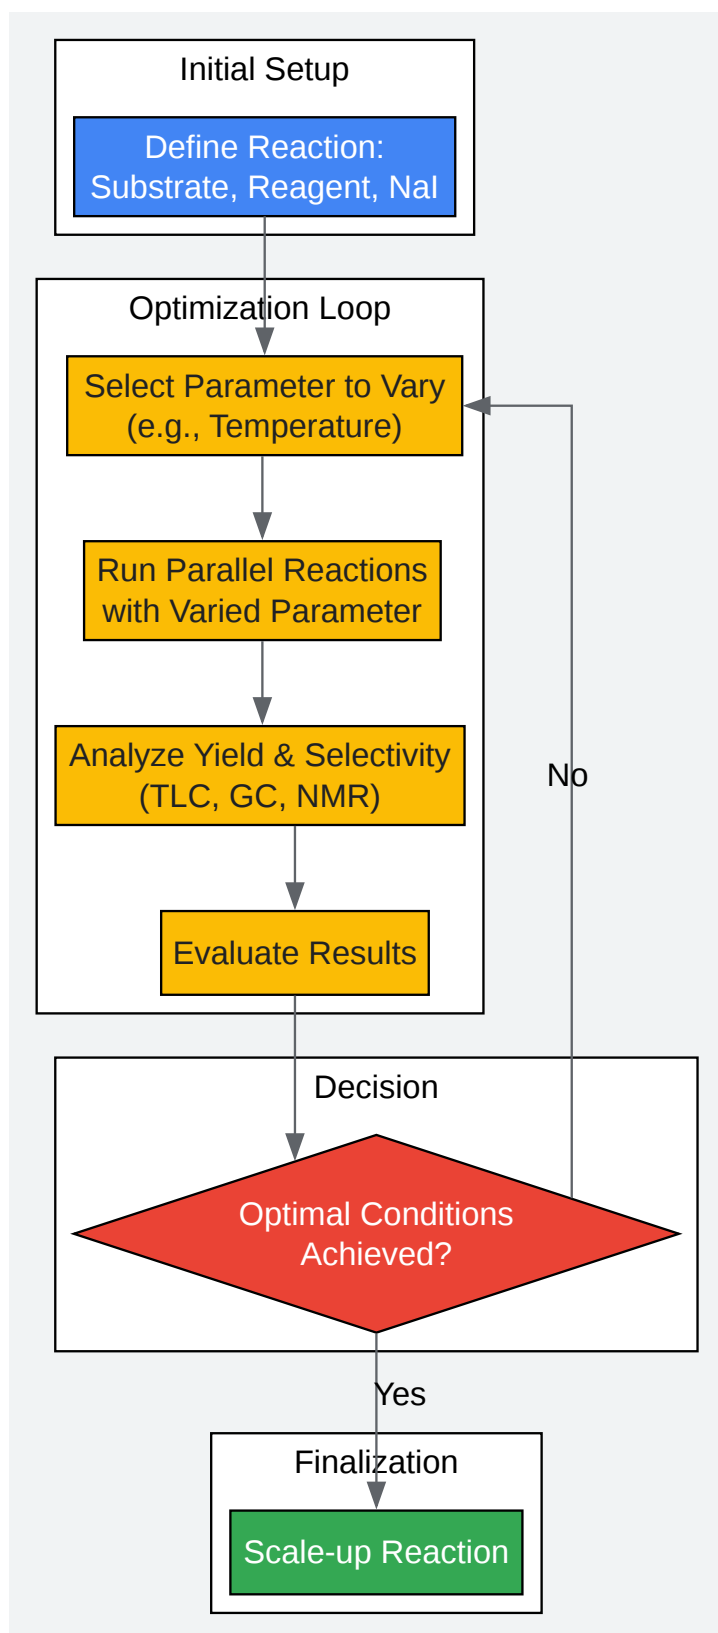 Initial Setup
Define Reaction:
Substrate, Reagent, NaI
Optimization Loop
Select Parameter to Vary
(e.g., Temperature)
Run Parallel Reactions
with Varied Parameter
Analyze Yield & Selectivity
(TLC, GC, NMR)
No
Evaluate Results
Decision
Optimal Conditions
Achieved?
Yes
Finalization
Scale-up Reaction